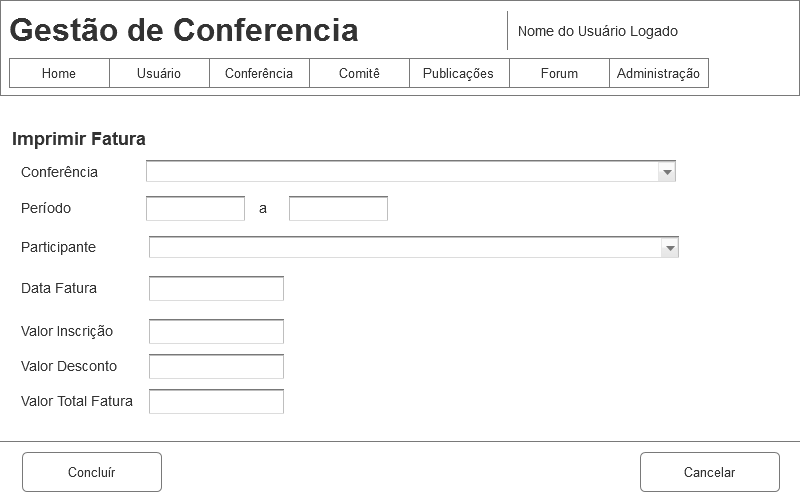 Gestão de Conferencia
Nome do Usuário Logado
Home Usuário Conferência Comitê Publicações Forum Administração
Imprimir Fatura
Conferência
Período a
Participante
Data Fatura
Valor Inscrição
Valor Desconto
Valor Total Fatura
Concluír Cancelar